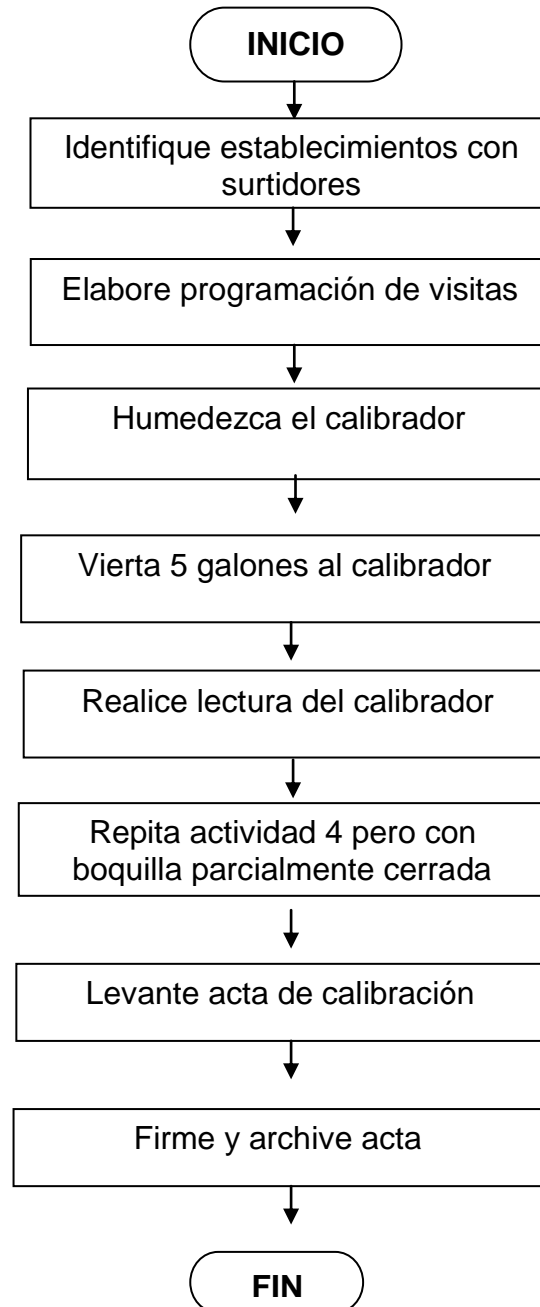 INICIO
Identifique establecimientos con
surtidores
Elabore programación de visitas
Humedezca el calibrador
Vierta 5 galones al calibrador
Realice lectura del calibrador
Repita actividad 4 pero con
boquilla parcialmente cerrada
Levante acta de calibración
Firme y archive acta
FIN